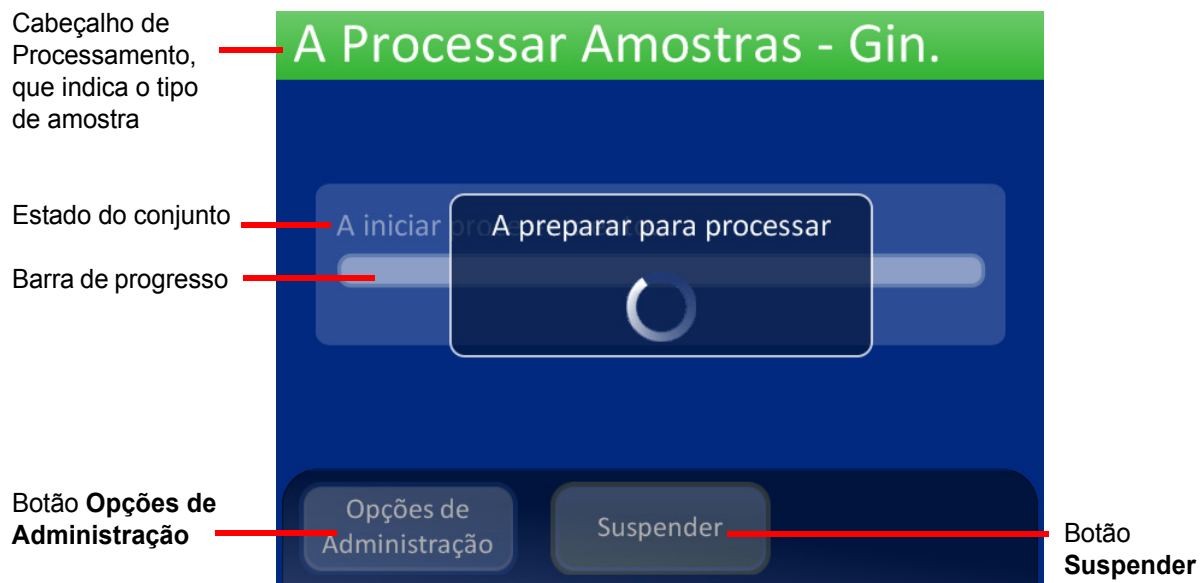 Cabeçalho de
Processamento,
que indica o tipo
de amostra
A Processar Amostras - Gin.
Estado do conjunto
A iniciar
A preparar para processar
Barra de progresso
Botão Opções de
Administração
Opções de
Administração
Suspender
Botão
Suspender